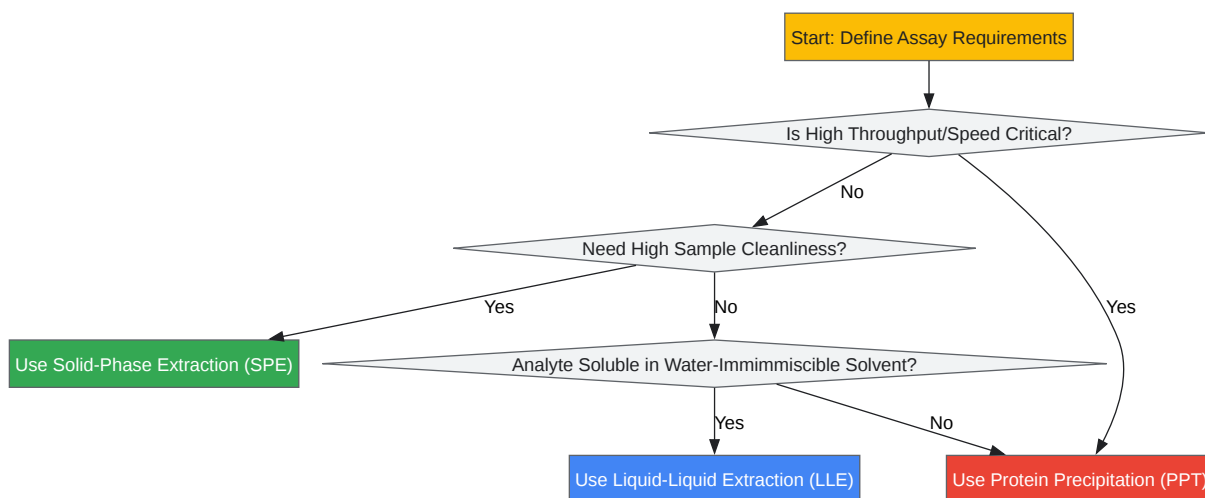 Start: Define Assay Requirements
Is High Throughput/Speed Critical?
No
Need High Sample Cleanliness?
Yes
No
Yes
Use Solid-Phase Extraction (SPE)
Analyte Soluble in Water-Immimmiscible Solvent?
Yes
No
Use Liquid-Liquid Extraction (LLE)
Use Protein Precipitation (PPT)